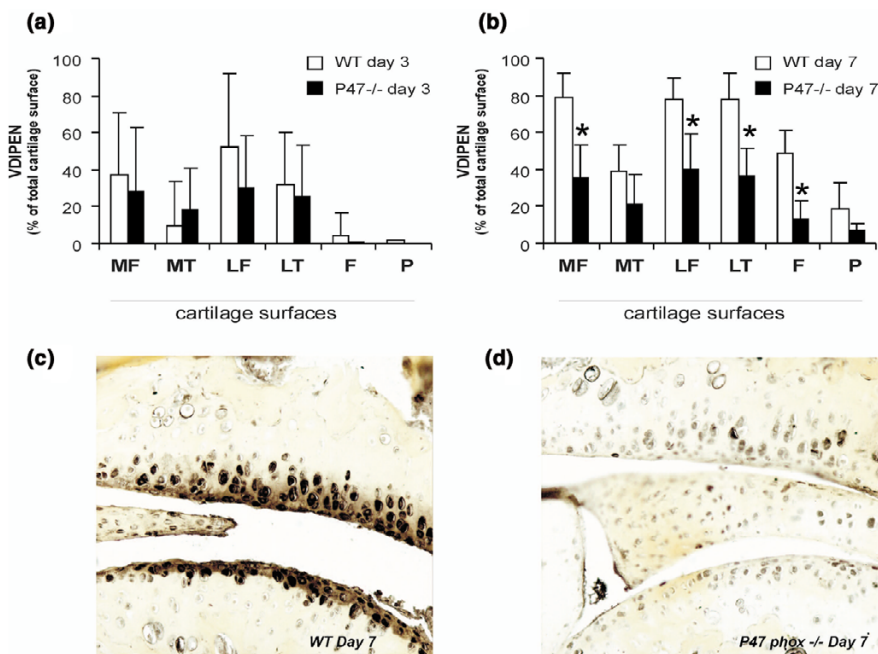 (a)
VDIPEN
(% of total cartilage surface)
100
80
60
40
20
0
WT day 3
P47-/- day 3
MF MT LF LT F P
cartilage surfaces
(b)
VDIPEN
(% of total cartilage surface)
100
80
60
40
20
0
WT day 7
P47-/- day 7
* * * *
MF MT LF LT F P
cartilage surfaces
(c)
WT Day 7
(d)
P47 phox -/- Day 7